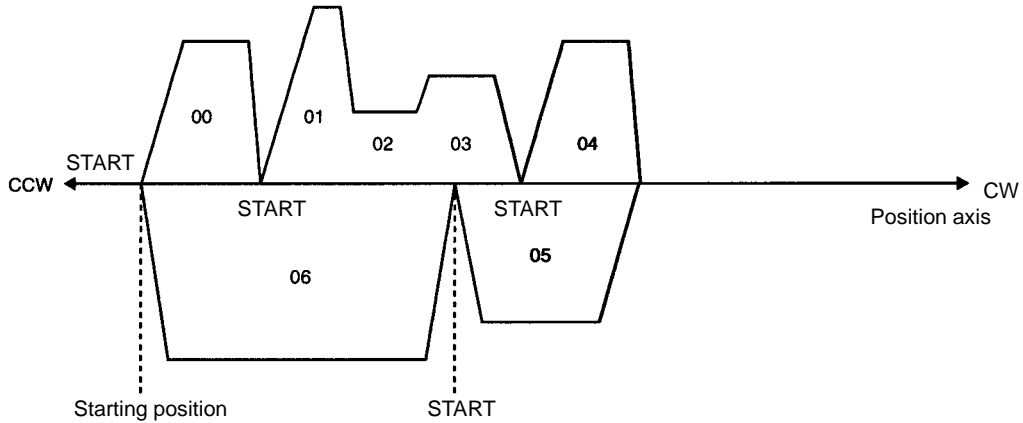 00
01
02
03
04
START
CCW
CW
START
START
Position axis
05
06
Starting position
START